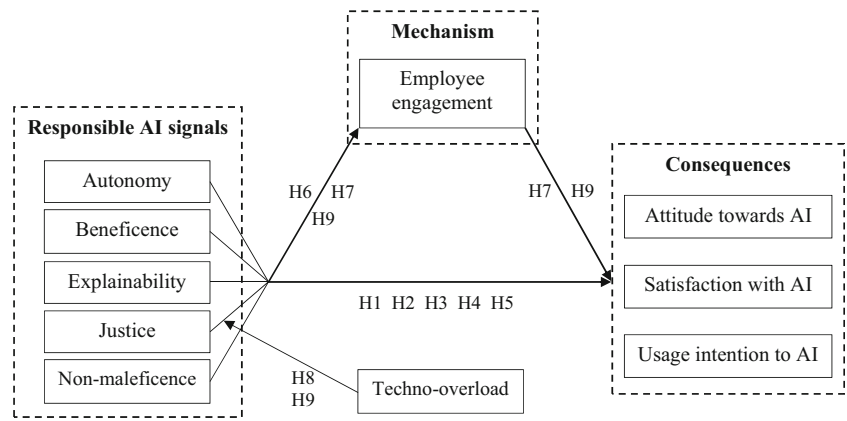 Mechanism
Employee
engagement
Responsible AI signals
Autonomy
Beneficence
Explainability
Justice
Non-maleficence
H6 H7
H9
H7 H9
H1 H2 H3 H4 H5
H8
H9
Techno-overload
Consequences
Attitude towards AI
Satisfaction with AI
Usage intention to AI